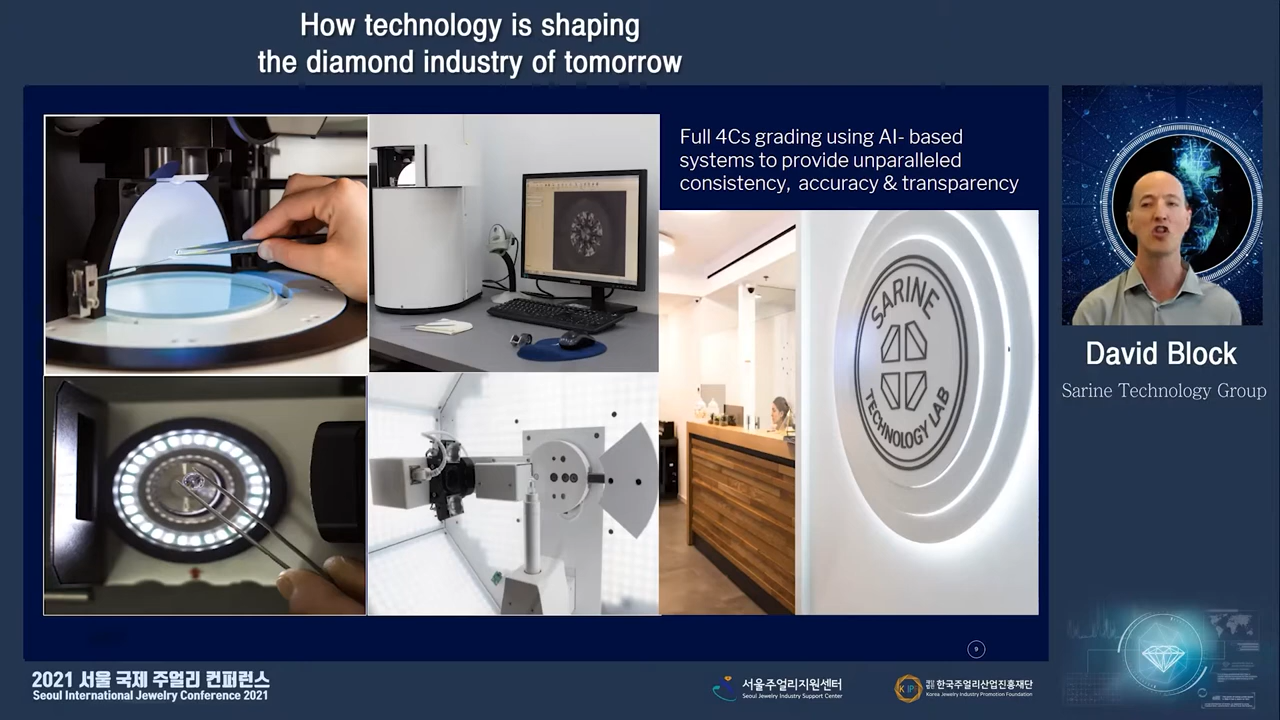 How technology is shaping
the diamond industry of tomorrow
Full 4Cs grading using AI- based
systems to provide unparalleled
consistency, accuracy & transparency
SARINE
TECHNOLOGY LAB
David Block
Sarine Technology Group
9
2021 서울 국제 주얼리 컨퍼런스
Seoul International Jewelry Conference 2021
서울주얼리지원센터
Seoul Jewelry Industry Support Center
재단법인 한국주얼리산업진흥재단
Korea Jewelry Industry Promotion Foundation